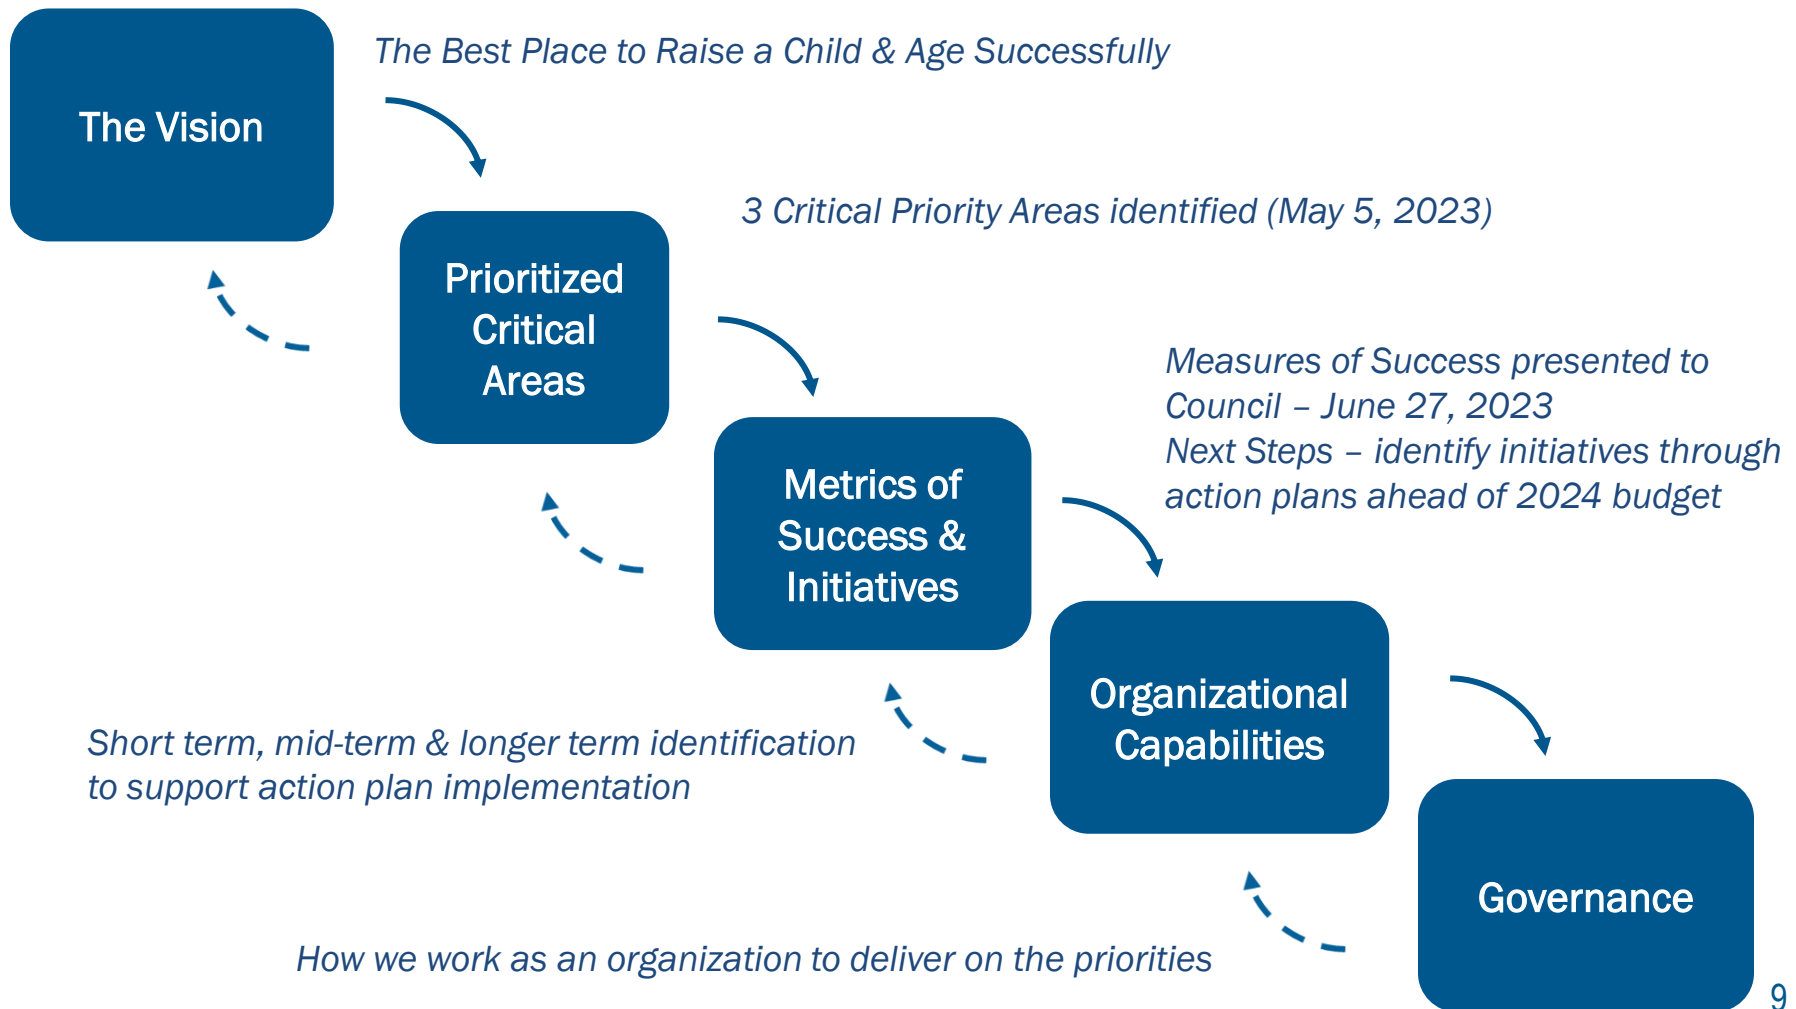 The Best Place to Raise a Child & Age Successfully
The Vision
3 Critical Priority Areas identified (May 5, 2023)
Prioritized
Critical
Areas
Measures of Success presented to
Council – June 27, 2023
Next Steps – identify initiatives through
action plans ahead of 2024 budget
Metrics of
Success &
Initiatives
Organizational
Capabilities
Short term, mid-term & longer term identification
to support action plan implementation
Governance
How we work as an organization to deliver on the priorities
9